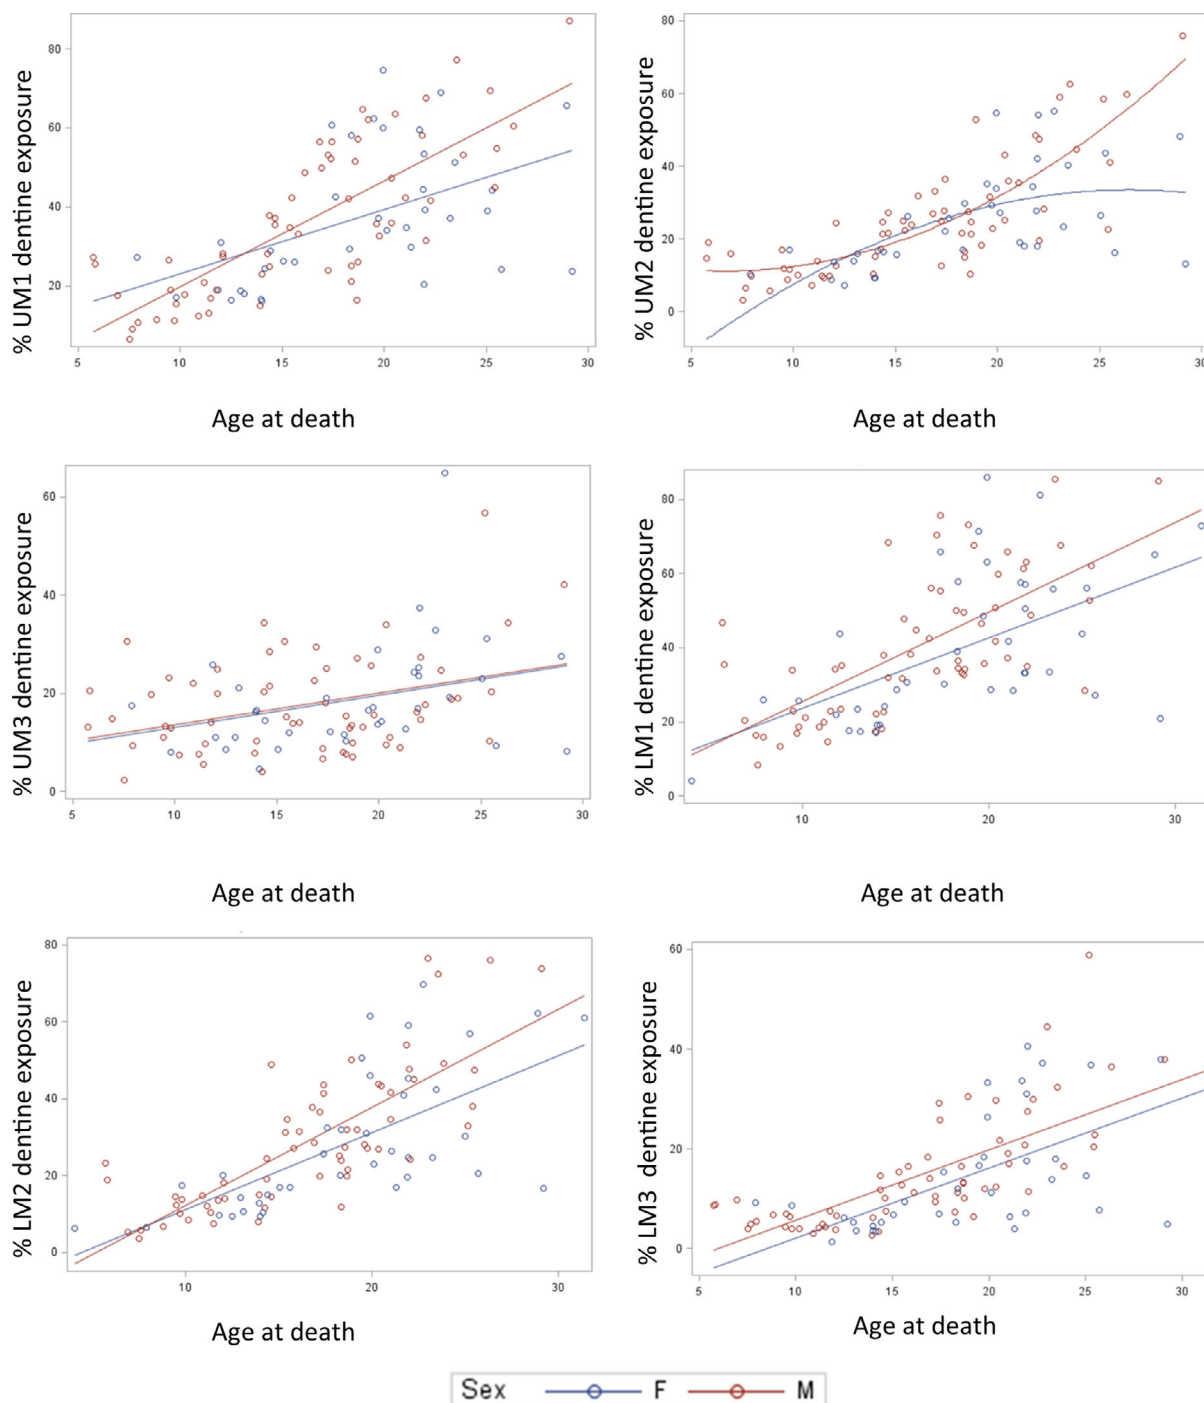 80
60
40
20
% UM1 dentine exposure
5 10 15 20 25 30
Age at death
80
60
40
20
0
% UM2 dentine exposure
5 10 15 20 25 30
Age at death
60
40
20
0
% UM3 dentine exposure
5 10 15 20 25 30
Age at death
80
60
40
20
0
% LM1 dentine exposure
10 20 30
Age at death
80
60
40
20
0
% LM2 dentine exposure
10 20 30
Age at death
60
40
20
0
% LM3 dentine exposure
5 10 15 20 25 30
Age at death
Sex F M